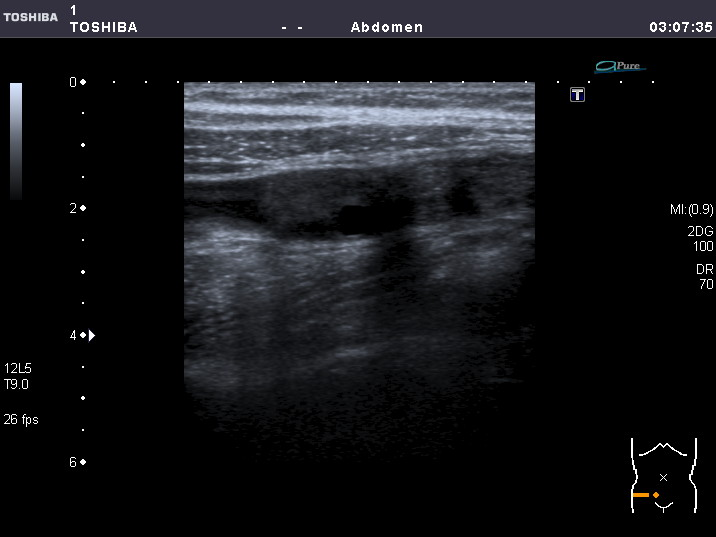 TOSHIBA
1
TOSHIBA - - Abdomen 03:07:35
Pure
T
0
2
4
6
MI:(0.9)
2DG
100
DR
70
12L5
T9.0
26 fps